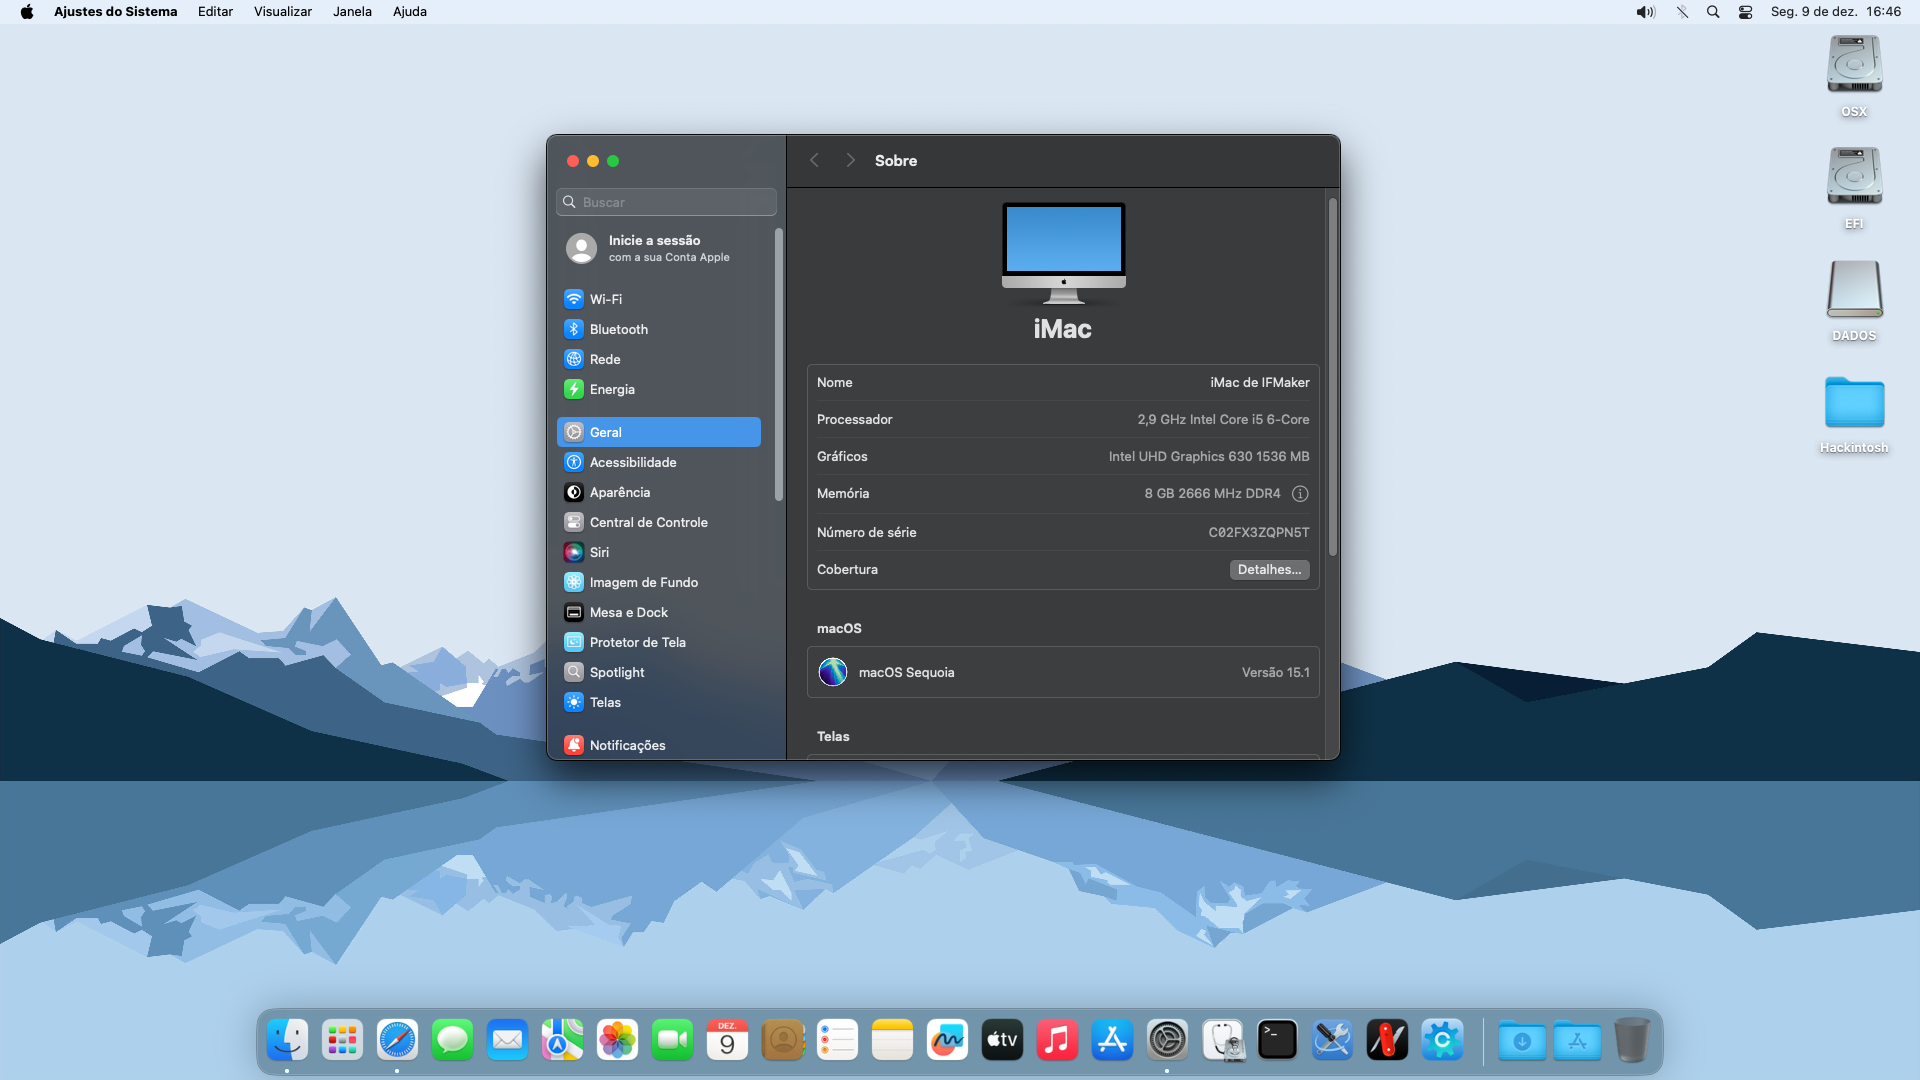 Ajustes do Sistema Editar Visualizar Janela Ajuda Seg. 9 de dez. 16:46
OSX
EFI
DADOS
Hackintosh
Buscar
Inicie a sessão
com a sua Conta Apple
Wi-Fi
Bluetooth
Rede
Energia
Geral
Acessibilidade
Aparência
Central de Controle
Siri
Imagem de Fundo
Mesa e Dock
Protetor de Tela
Spotlight
Telas
Notificações
Sobre
iMac
Nome iMac de IFMaker
Processador 2,9 GHz Intel Core i5 6-Core
Gráficos Intel UHD Graphics 630 1536 MB
Memória 8 GB 2666 MHz DDR4
Número de série C02FX3ZQPN5T
Cobertura Detalhes...
macOS
macOS Sequoia Versão 15.1
Telas
DEZ.
9
tv
>_